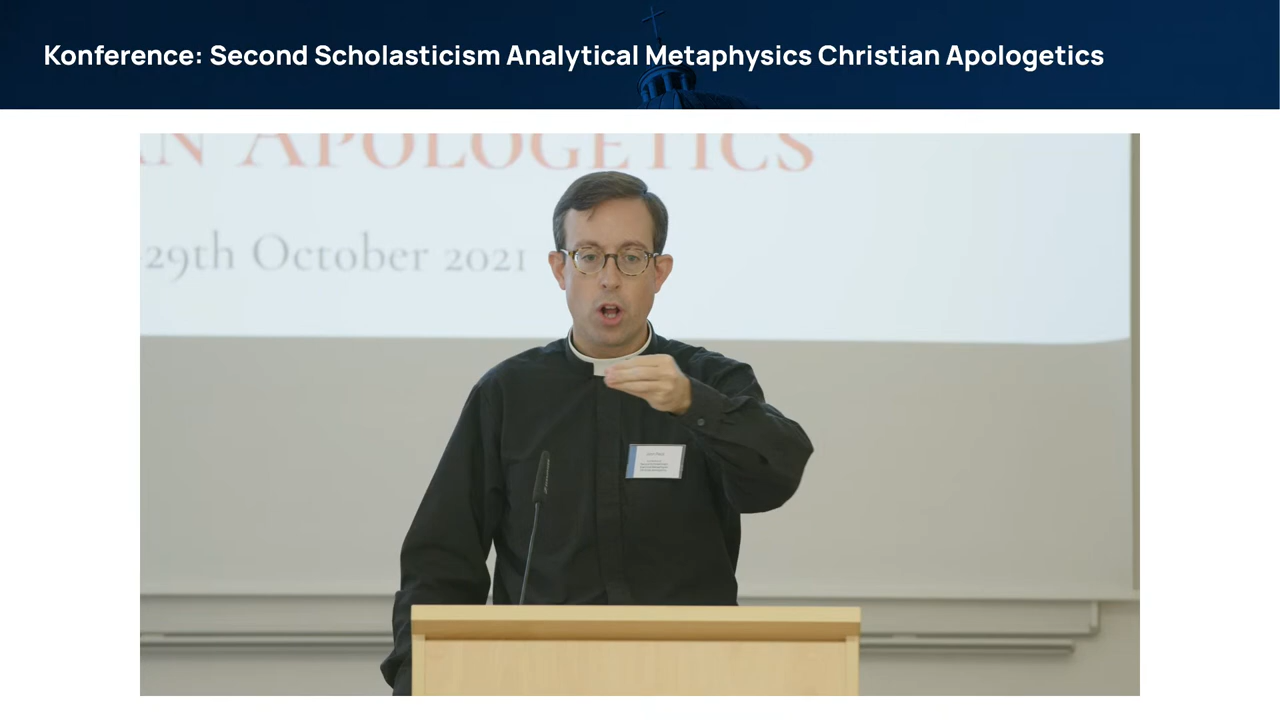 Konference: Second Scholasticism Analytical Metaphysics Christian Apologetics
AN APOLOGETICS
29th October 2021